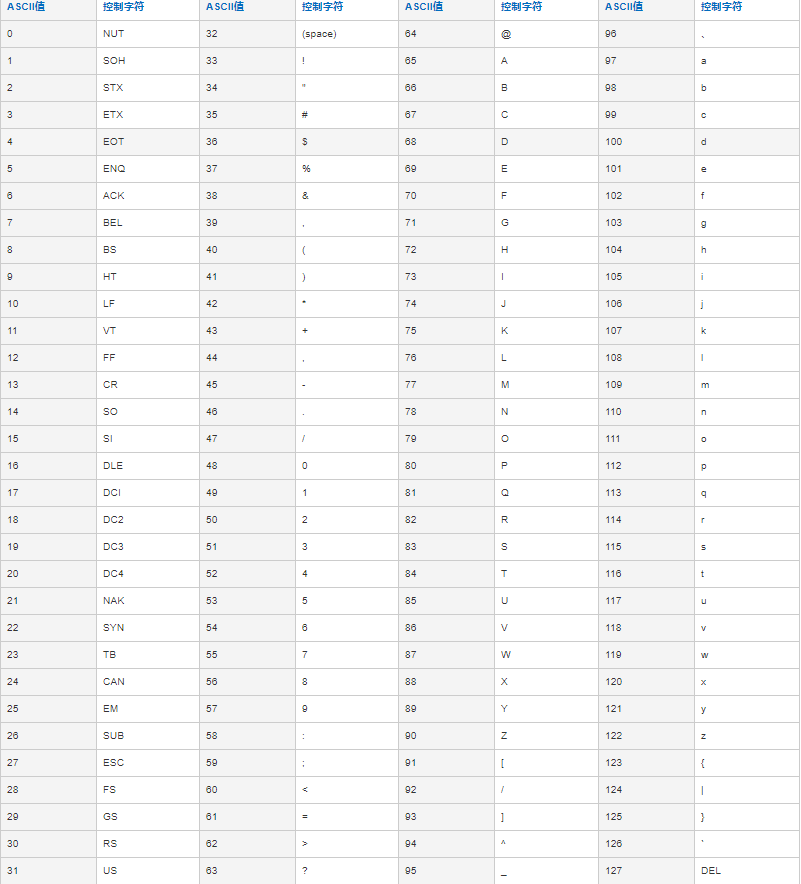 ASCII值 控制字符 ASCII值 控制字符 ASCII值 控制字符 ASCII值 控制字符
0 NUT 32 (space) 64 @ 96 、
1 SOH 33 ! 65 A 97 a
2 STX 34 " 66 B 98 b
3 ETX 35 # 67 C 99 c
4 EOT 36 $ 68 D 100 d
5 ENQ 37 % 69 E 101 e
6 ACK 38 & 70 F 102 f
7 BEL 39 , 71 G 103 g
8 BS 40 ( 72 H 104 h
9 HT 41 ) 73 I 105 i
10 LF 42 * 74 J 106 j
11 VT 43 + 75 K 107 k
12 FF 44 , 76 L 108 l
13 CR 45 - 77 M 109 m
14 SO 46 . 78 N 110 n
15 SI 47 / 79 O 111 o
16 DLE 48 0 80 P 112 p
17 DCI 49 1 81 Q 113 q
18 DC2 50 2 82 R 114 r
19 DC3 51 3 83 S 115 s
20 DC4 52 4 84 T 116 t
21 NAK 53 5 85 U 117 u
22 SYN 54 6 86 V 118 v
23 TB 55 7 87 W 119 w
24 CAN 56 8 88 X 120 x
25 EM 57 9 89 Y 121 y
26 SUB 58 : 90 Z 122 z
27 ESC 59 ; 91 [ 123 {
28 FS 60 < 92 / 124 |
29 GS 61 = 93 ] 125 }
30 RS 62 > 94 ^ 126 `
31 US 63 ? 95 _ 127 DEL